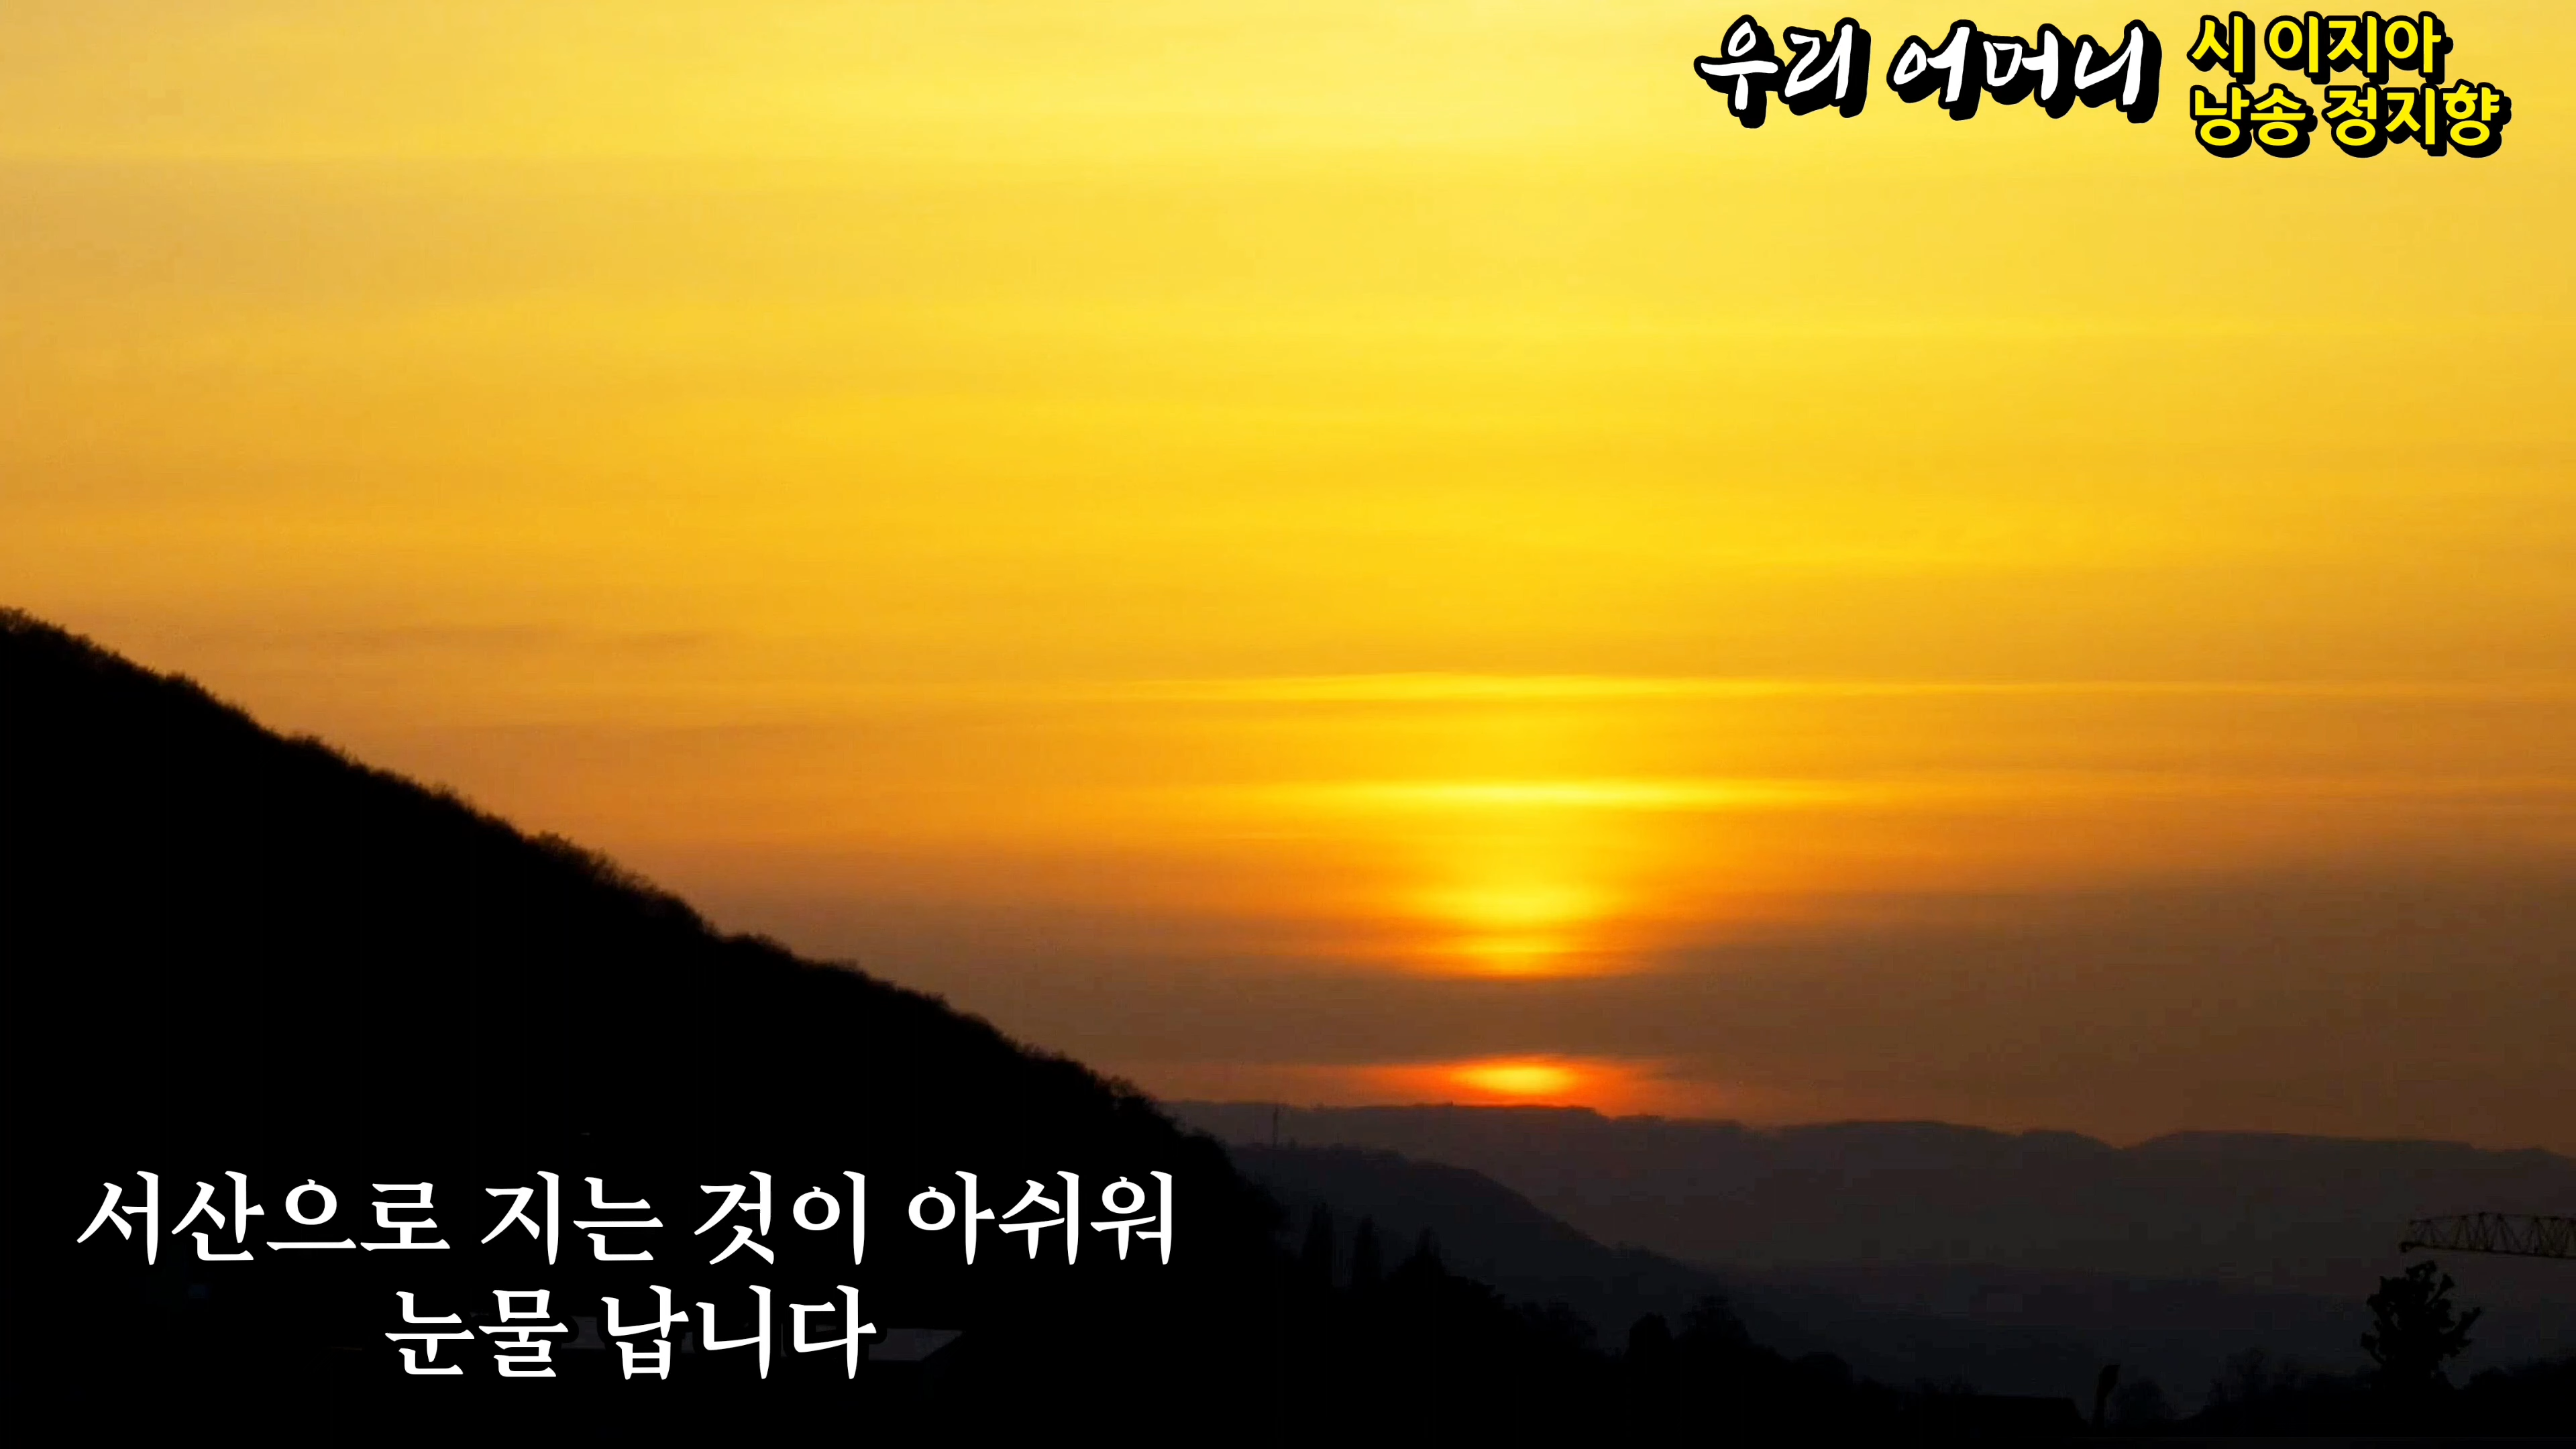 우리 어머니
시 이지아
낭송 정지향
서산으로 지는 것이 아쉬워
눈물 납니다